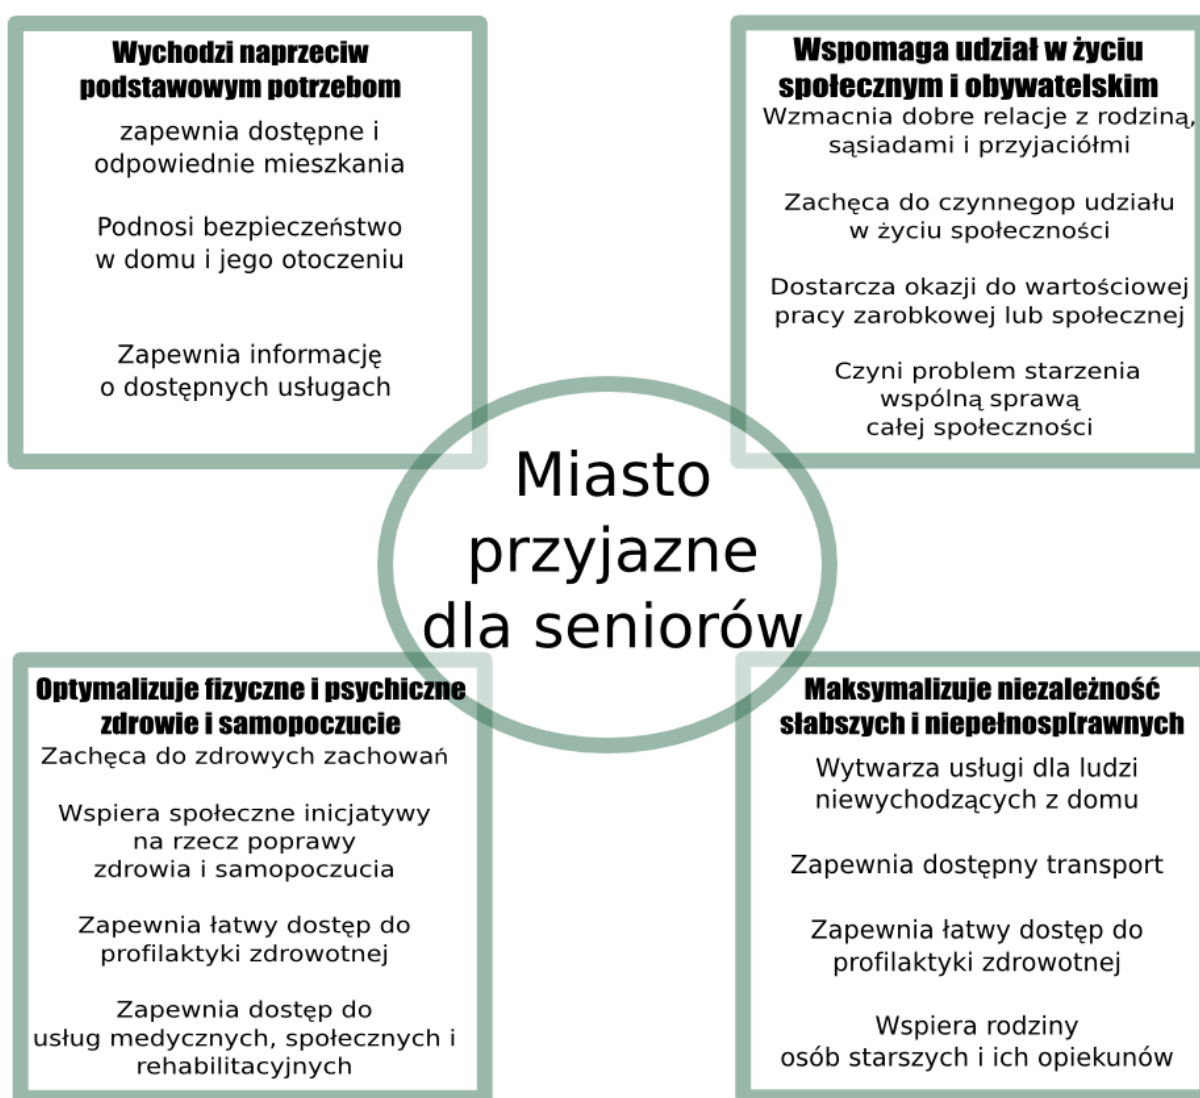 Wychodzi naprzeciw
podstawowym potrzebom
zapewnia dostępne i
odpowiednie mieszkania
Podnosi bezpieczeństwo
w domu i jego otoczeniu
Zapewnia informację
o dostępnych usługach
Wspomaga udział w życiu
społecznym i obywatelskim
Wzmacnia dobre relacje z rodziną,
sąsiadami i przyjaciółmi
Zachęca do czynnegop udziału
w życiu społeczności
Dostarcza okazji do wartościowej
pracy zarobkowej lub społecznej
Czyni problem starzenia
wspólną sprawą
całej społeczności
Miasto
przyjazne
dla seniorów
Optymalizuje fizyczne i psychiczne
zdrowie i samopoczucie
Zachęca do zdrowych zachowań
Wspiera społeczne inicjatywy
na rzecz poprawy
zdrowia i samopoczucia
Zapewnia łatwy dostęp do
profilaktyki zdrowotnej
Zapewnia dostęp do
usług medycznych, społecznych i
rehabilitacyjnych
Maksymalizuje niezależność
słabszych i niepełnosp[rawnych
Wytwarza usługi dla ludzi
niewychodzących z domu
Zapewnia dostępny transport
Zapewnia łatwy dostęp do
profilaktyki zdrowotnej
Wspiera rodziny
osób starszych i ich opiekunów